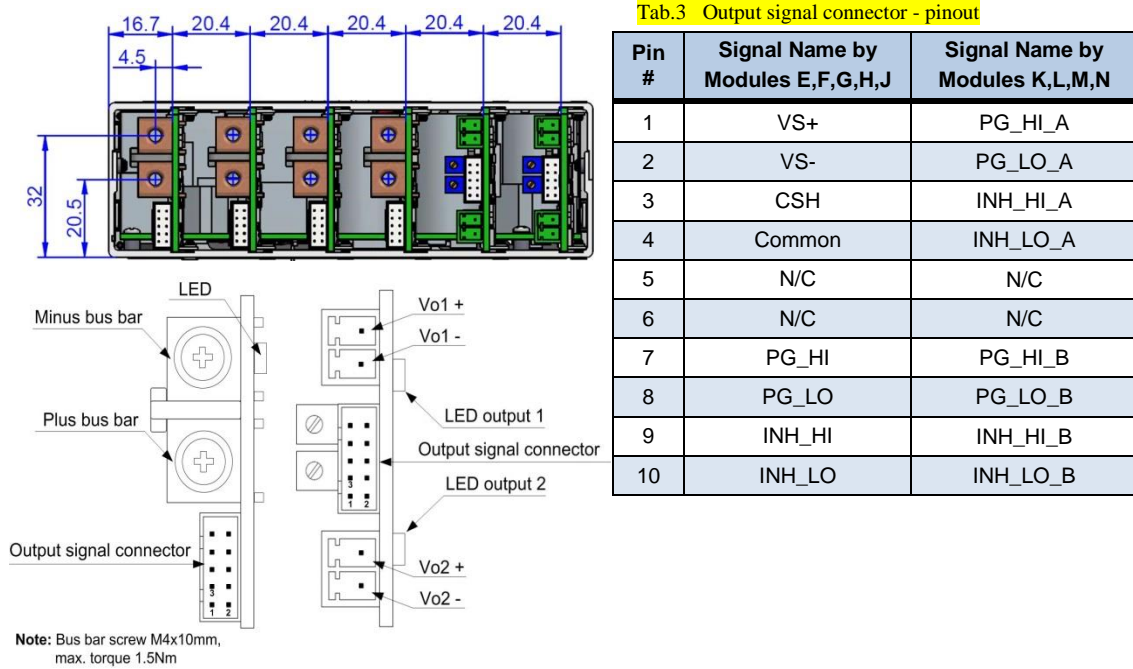 16.7 20.4 20.4 20.4 20.4 20.4
4.5
32
20.5
LED
Minus bus bar
Plus bus bar
Output signal connector
3
1 2
Note: Bus bar screw M4x10mm,
max. torque 1.5Nm
Vo1 +
Vo1 -
LED output 1
Output signal connector
LED output 2
3
1 2
Vo2 +
Vo2 -
Tab.3 Output signal connector - pinout
Pin # Signal Name by Modules E,F,G,H,J Signal Name by Modules K,L,M,N
1 VS+ PG_HI_A
2 VS- PG_LO_A
3 CSH INH_HI_A
4 Common INH_LO_A
5 N/C N/C
6 N/C N/C
7 PG_HI PG_HI_B
8 PG_LO PG_LO_B
9 INH_HI INH_HI_B
10 INH_LO INH_LO_B